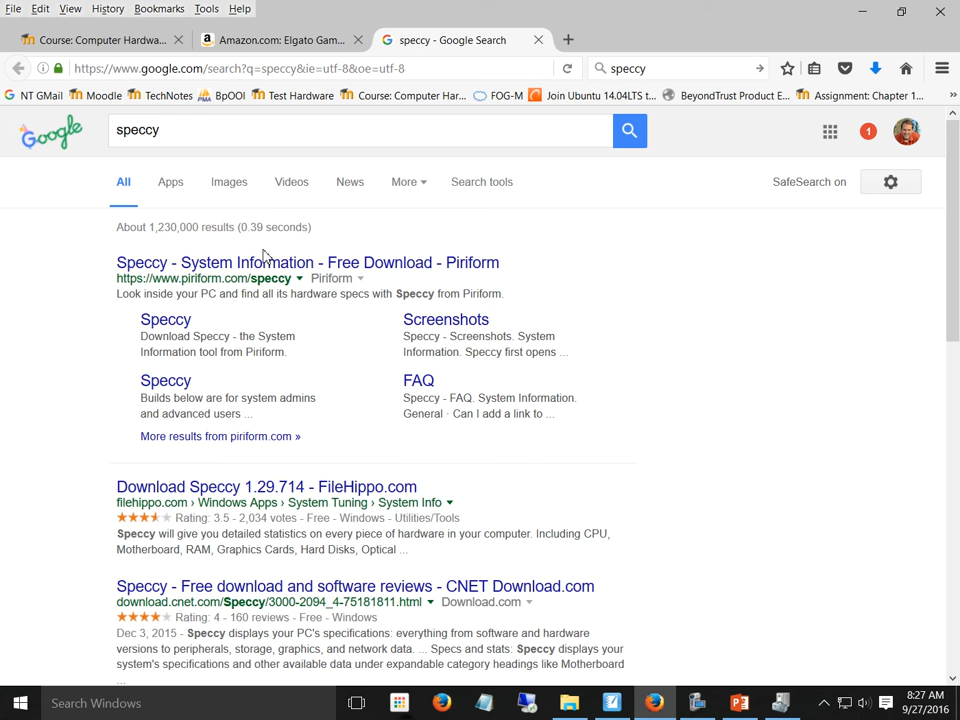 File Edit View History Bookmarks Tools Help
Course: Computer Hardwa...
Amazon.com: Elgato Gam...
speccy - Google Search
https://www.google.com/search?q=speccy&ie=utf-8&oe=utf-8
speccy
NT GMail Moodle TechNotes BpOOI Test Hardware Course: Computer Har... FOG-M Join Ubuntu 14.04LTS t... BeyondTrust Product E... Assignment: Chapter 1... »
Google
speccy
1
All Apps Images Videos News More Search tools SafeSearch on
About 1,230,000 results (0.39 seconds)
Speccy - System Information - Free Download - Piriform
https://www.piriform.com/speccy Piriform
Look inside your PC and find all its hardware specs with Speccy from Piriform.
Speccy
Download Speccy - the System
Information tool from Piriform.
Screenshots
Speccy - Screenshots. System
Information. Speccy first opens ...
Speccy
Builds below are for system admins
and advanced users ...
FAQ
Speccy - FAQ. System Information.
General · Can I add a link to ...
More results from piriform.com »
Download Speccy 1.29.714 - FileHippo.com
filehippo.com › Windows Apps › System Tuning › System Info
Rating: 3.5 - 2,034 votes - Free - Windows - Utilities/Tools
Speccy will give you detailed statistics on every piece of hardware in your computer. Including CPU,
Motherboard, RAM, Graphics Cards, Hard Disks, Optical ...
Speccy - Free download and software reviews - CNET Download.com
download.cnet.com/Speccy/3000-2094_4-75181811.html Download.com
Rating: 4 - 160 reviews - Free - Windows
Dec 3, 2015 - Speccy displays your PC's specifications: everything from software and hardware
versions to peripherals, storage, graphics, and network data. ... Specs and stats: Speccy displays your
system's specifications and other available data under expandable category headings like Motherboard
...
Search Windows
8:27 AM
9/27/2016